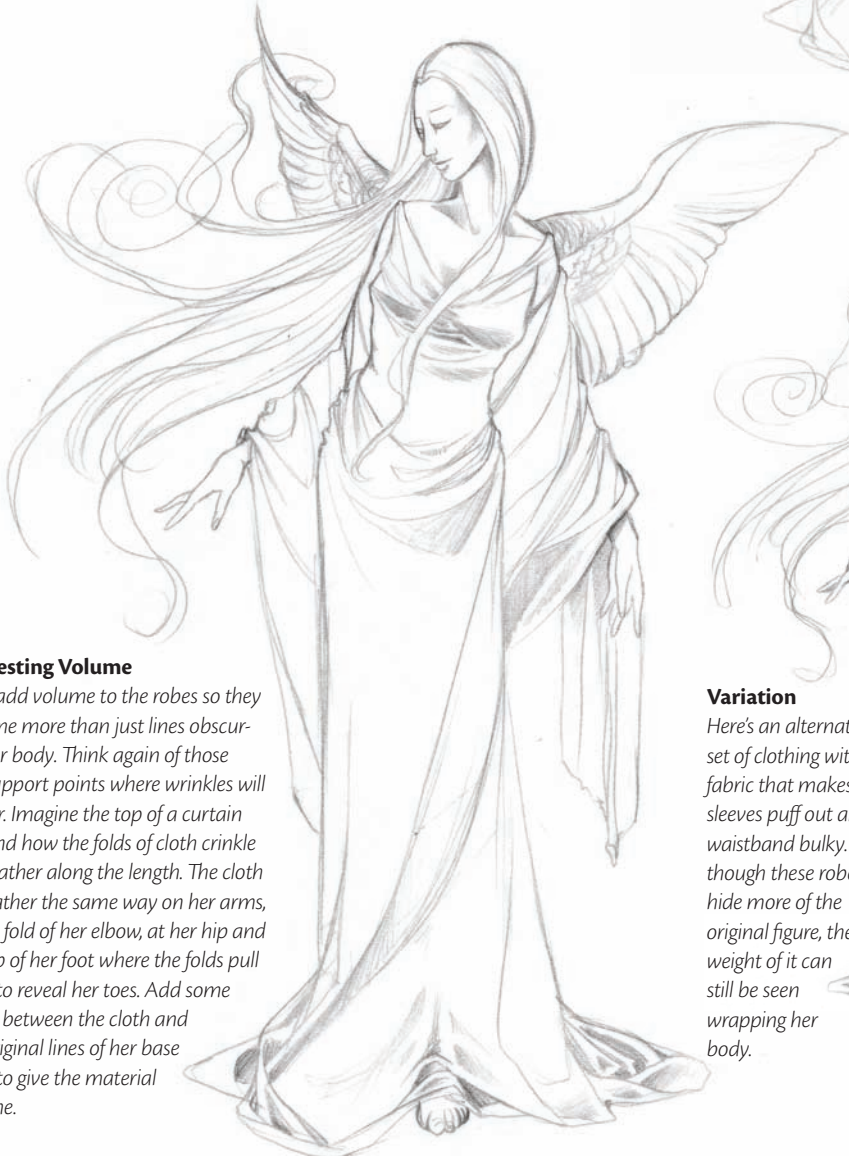 esting Volume
add volume to the robes so they
ne more than just lines obscur-
r body. Think again of those
pport points where wrinkles will
r. Imagine the top of a curtain
nd how the folds of cloth crinkle
ather along the length. The cloth
ather the same way on her arms,
fold of her elbow, at her hip and
o of her foot where the folds pull
to reveal her toes. Add some
between the cloth and
iginal lines of her base
to give the material
ne.
Variation
Here's an alternat
set of clothing wit
fabric that makes
sleeves puff out a
waistband bulky.
though these robe
hide more of the
original figure, the
weight of it can
still be seen
wrapping her
body.